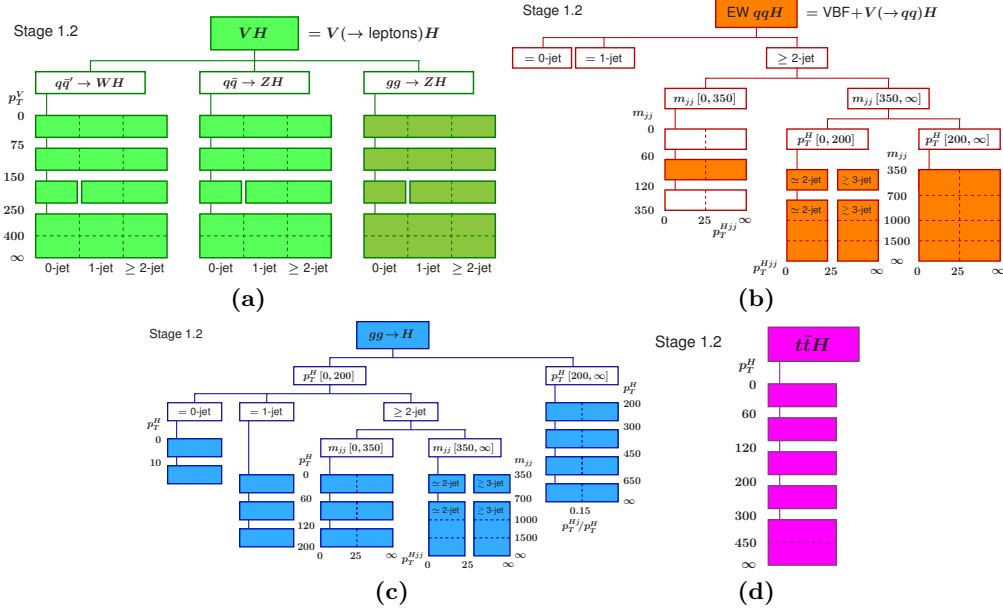 Stage 1.2
VH = V(→ leptons)H
qq̄′ → WH
qq̄ → ZH
gg → ZH
p_T^V
0
75
150
250
400
∞
0-jet 1-jet ≥ 2-jet
0-jet 1-jet ≥ 2-jet
0-jet 1-jet ≥ 2-jet
(a)
Stage 1.2
EW qqH = VBF + V(→ qq)H
= 0-jet
= 1-jet
≥ 2-jet
m_jj [0, 350]
m_jj [350, ∞]
m_jj
0
60
120
350
0 25 ∞
p_T^Hjj
p_T^H [0, 200]
p_T^H [200, ∞]
m_jj
350
700
1000
1500
∞
≃ 2-jet ≳ 3-jet
≃ 2-jet ≳ 3-jet
p_T^Hjj
0 25 ∞
0 25 ∞
(b)
Stage 1.2
gg → H
p_T^H [0, 200]
p_T^H [200, ∞]
= 0-jet
= 1-jet
≥ 2-jet
p_T^H
0
10
m_jj [0, 350]
m_jj [350, ∞]
p_T^H
0
60
120
200
0 25 ∞
p_T^Hjj
≃ 2-jet ≳ 3-jet
≃ 2-jet ≳ 3-jet
0 25 ∞
m_jj
350
700
1000
1500
∞
p_T^H
200
300
450
650
∞
0.15
p_T^Hj/p_T^H
(c)
Stage 1.2
tt̄H
p_T^H
0
60
120
200
300
450
∞
(d)